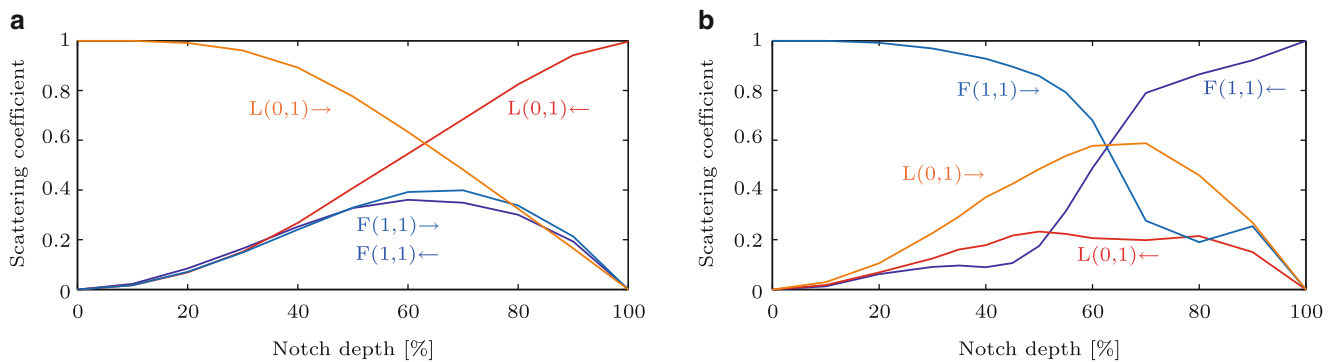 a
Scattering coefficient
1
0.8
0.6
0.4
0.2
0
L(0,1)→
L(0,1)←
F(1,1)→
F(1,1)←
0 20 40 60 80 100
Notch depth [%]
b
Scattering coefficient
1
0.8
0.6
0.4
0.2
0
F(1,1)→
F(1,1)←
L(0,1)→
L(0,1)←
0 20 40 60 80 100
Notch depth [%]